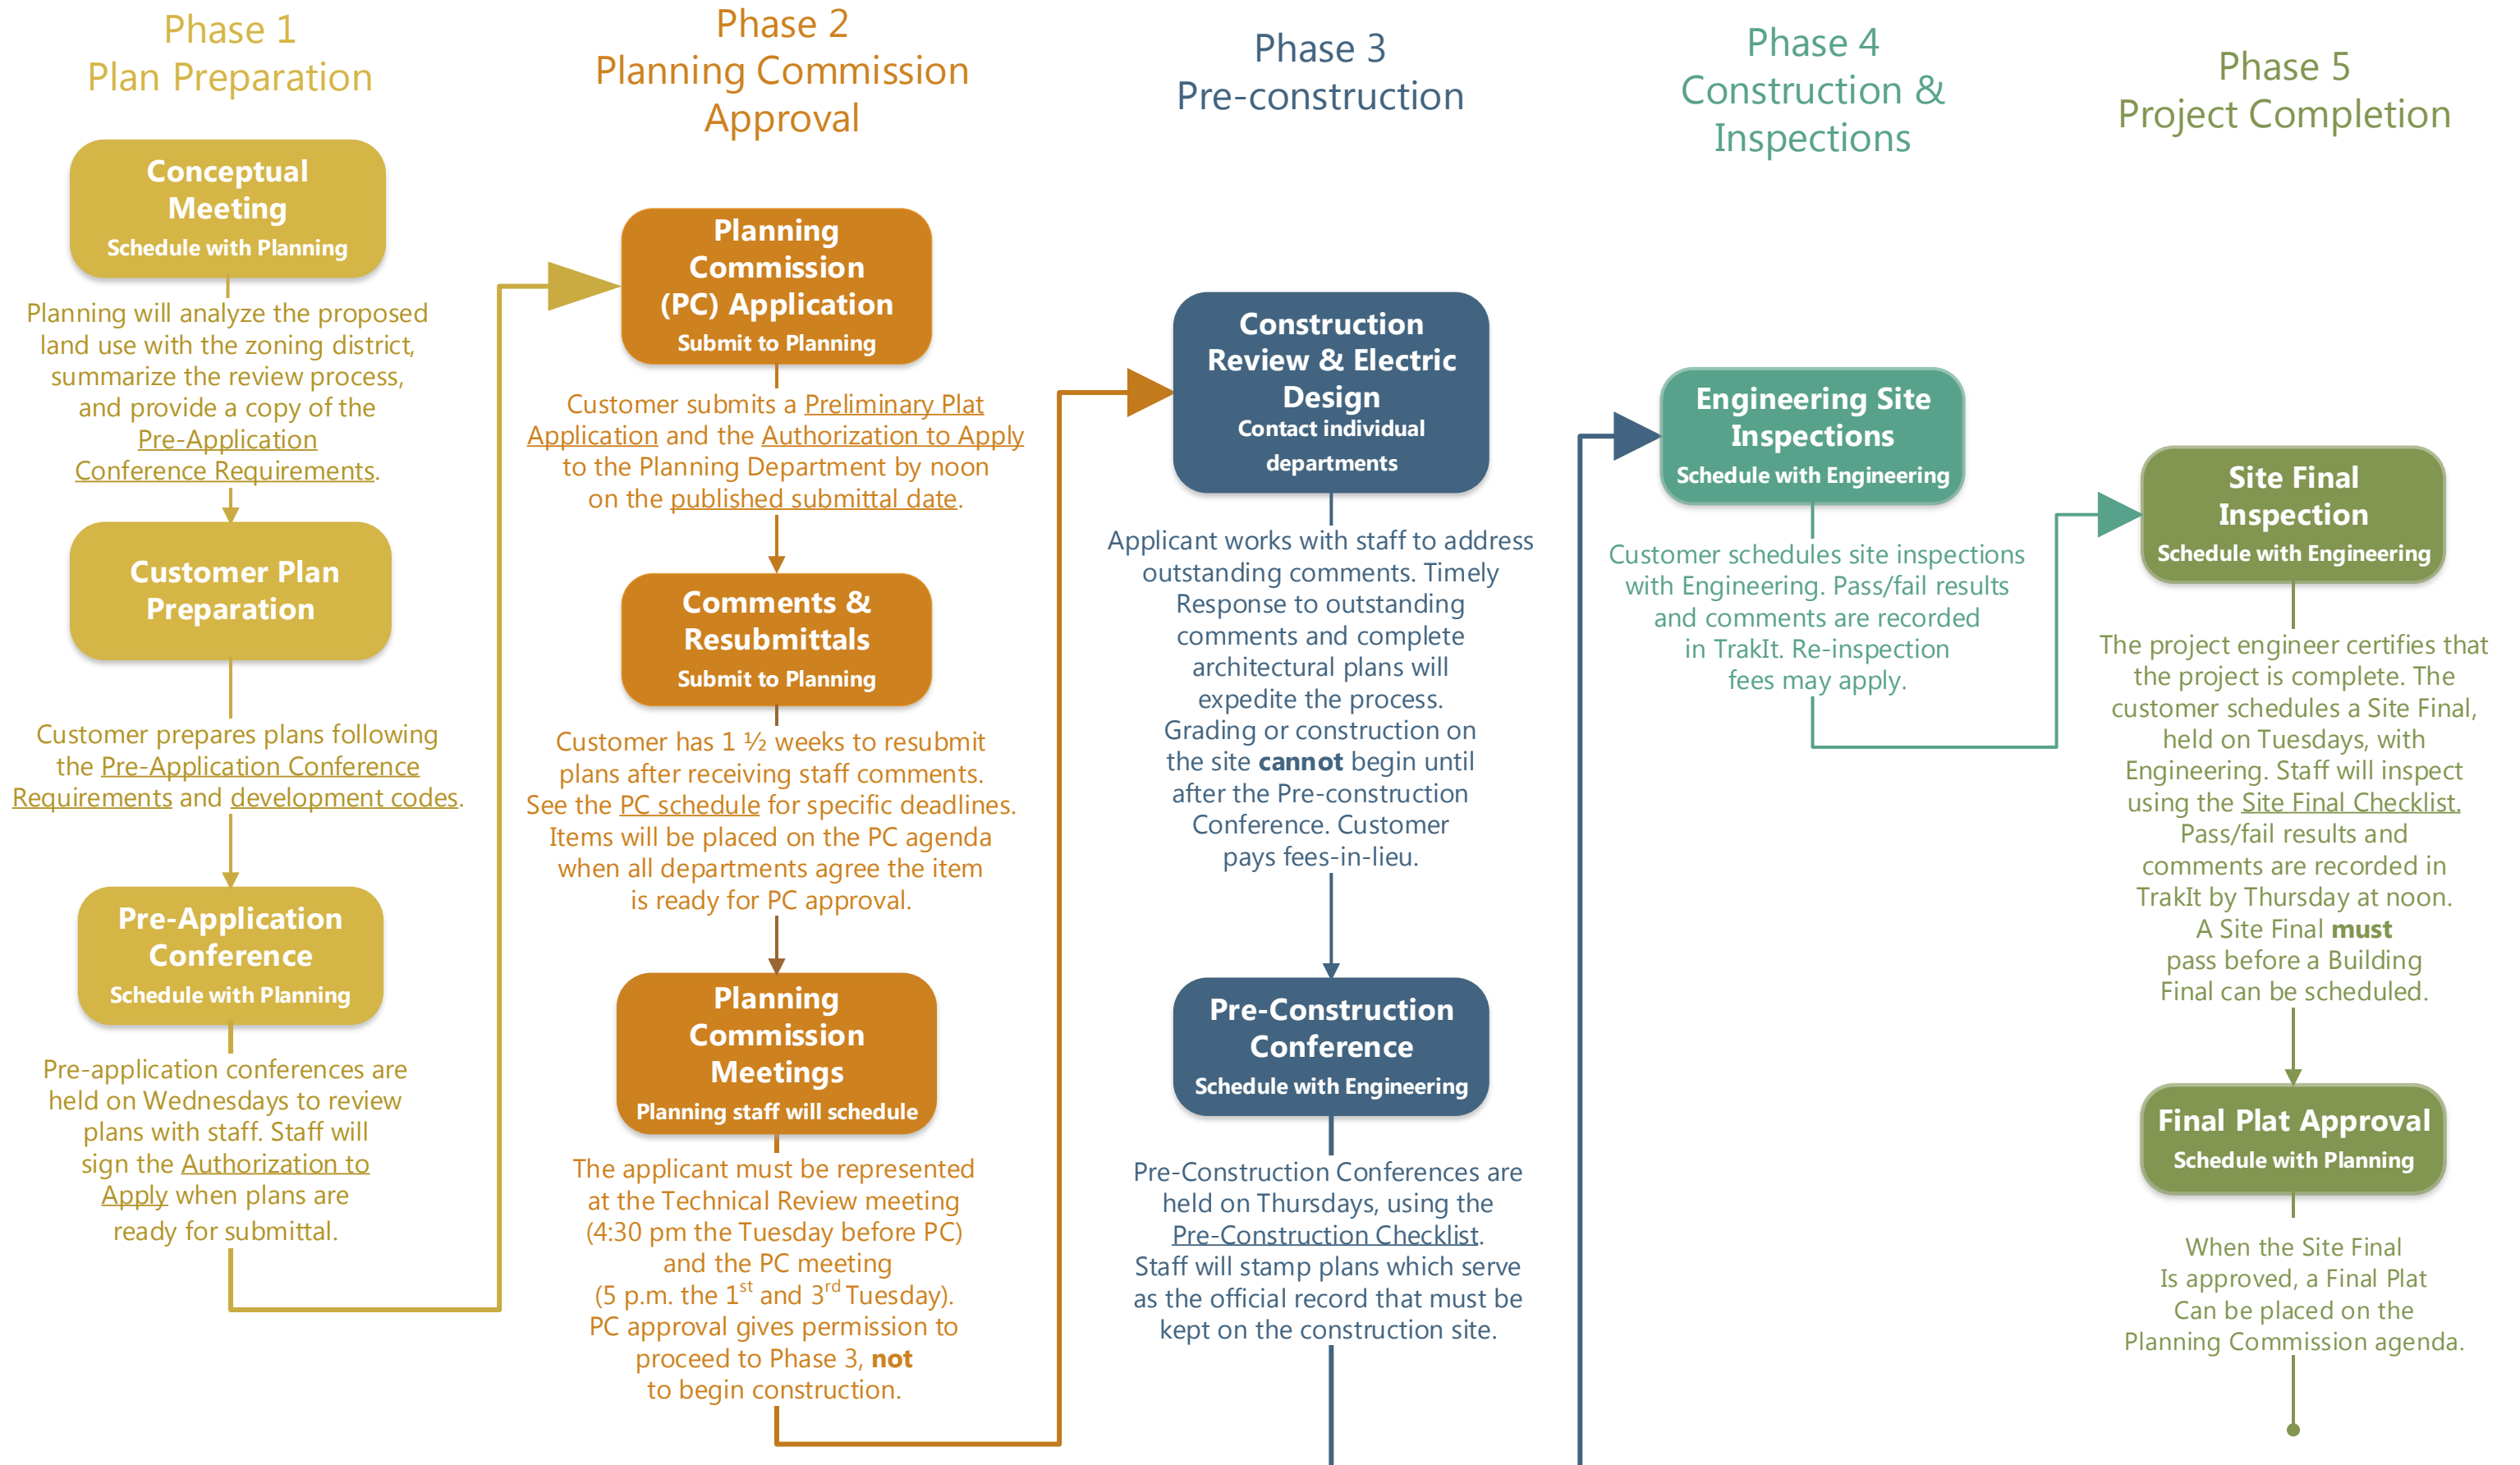 Phase 1
Plan Preparation
Conceptual
Meeting
Schedule with Planning
Planning will analyze the proposed
land use with the zoning district,
summarize the review process,
and provide a copy of the
Pre-Application
Conference Requirements.
Customer Plan
Preparation
Customer prepares plans following
the Pre-Application Conference
Requirements and development codes.
Pre-Application
Conference
Schedule with Planning
Pre-application conferences are
held on Wednesdays to review
plans with staff. Staff will
sign the Authorization to
Apply when plans are
ready for submittal.
Phase 2
Planning Commission
Approval
Planning
Commission
(PC) Application
Submit to Planning
Customer submits a Preliminary Plat
Application and the Authorization to Apply
to the Planning Department by noon
on the published submittal date.
Comments &
Resubmittals
Submit to Planning
Customer has 1 ½ weeks to resubmit
plans after receiving staff comments.
See the PC schedule for specific deadlines.
Items will be placed on the PC agenda
when all departments agree the item
is ready for PC approval.
Planning
Commission
Meetings
Planning staff will schedule
The applicant must be represented
at the Technical Review meeting
(4:30 pm the Tuesday before PC)
and the PC meeting
(5 p.m. the 1st and 3rd Tuesday).
PC approval gives permission to
proceed to Phase 3, not
to begin construction.
Phase 3
Pre-construction
Construction
Review & Electric
Design
Contact individual
departments
Applicant works with staff to address
outstanding comments. Timely
Response to outstanding
comments and complete
architectural plans will
expedite the process.
Grading or construction on
the site cannot begin until
after the Pre-construction
Conference. Customer
pays fees-in-lieu.
Pre-Construction
Conference
Schedule with Engineering
Pre-Construction Conferences are
held on Thursdays, using the
Pre-Construction Checklist.
Staff will stamp plans which serve
as the official record that must be
kept on the construction site.
Phase 4
Construction &
Inspections
Engineering Site
Inspections
Schedule with Engineering
Customer schedules site inspections
with Engineering. Pass/fail results
and comments are recorded
in TrakIt. Re-inspection
fees may apply.
Phase 5
Project Completion
Site Final
Inspection
Schedule with Engineering
The project engineer certifies that
the project is complete. The
customer schedules a Site Final,
held on Tuesdays, with
Engineering. Staff will inspect
using the Site Final Checklist.
Pass/fail results and
comments are recorded in
TrakIt by Thursday at noon.
A Site Final must
pass before a Building
Final can be scheduled.
Final Plat Approval
Schedule with Planning
When the Site Final
Is approved, a Final Plat
Can be placed on the
Planning Commission agenda.